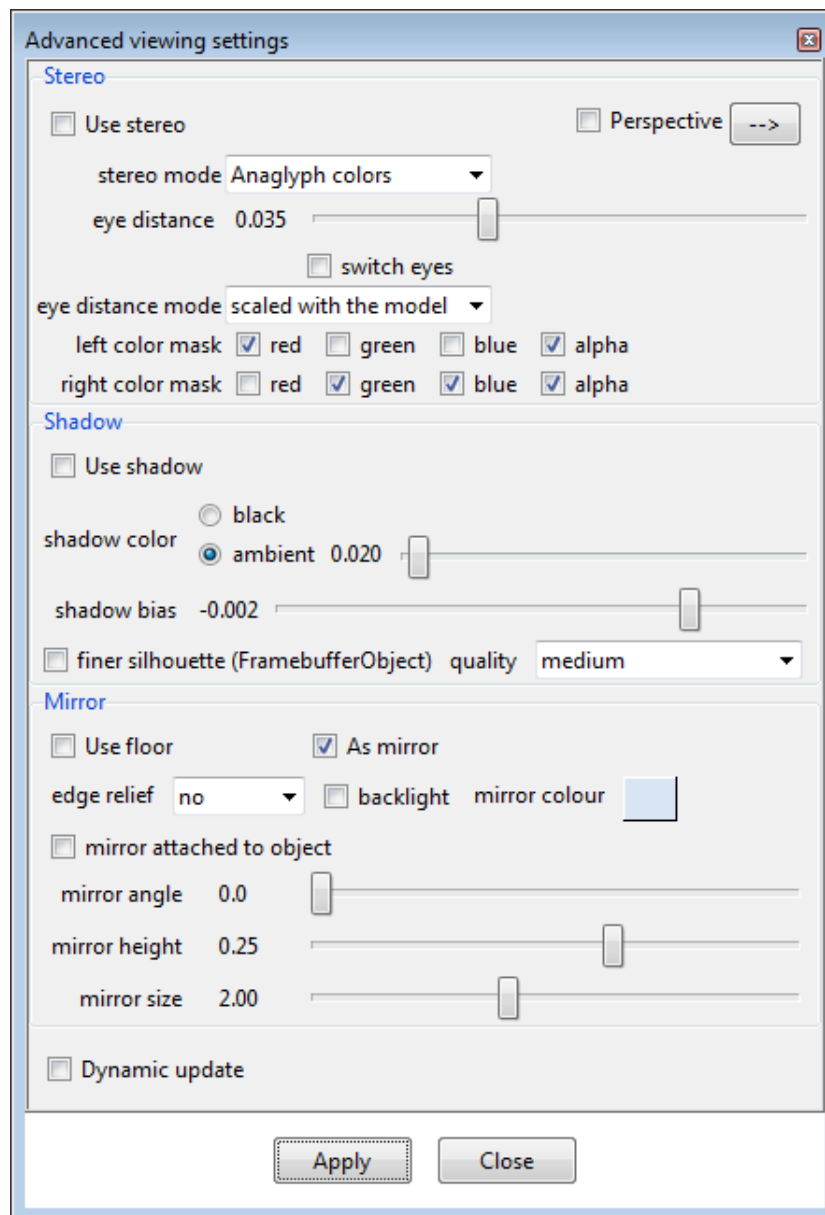 Advanced viewing settings
Stereo
Use stereo Perspective -->
stereo mode Anaglyph colors
eye distance 0.035
switch eyes
eye distance mode scaled with the model
left color mask red green blue alpha
right color mask red green blue alpha
Shadow
Use shadow
black
shadow color
ambient 0.020
shadow bias -0.002
finer silhouette (FramebufferObject) quality medium
Mirror
Use floor As mirror
edge relief no backlight mirror colour
mirror attached to object
mirror angle 0.0
mirror height 0.25
mirror size 2.00
Dynamic update
Apply Close